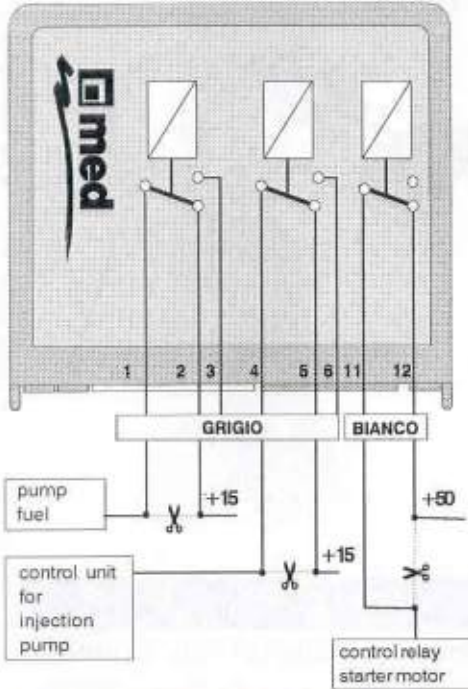 med
1 2 3 4 5 6 11 12
GRIGIO BIANCO
pump
fuel
+15
+50
control unit
for
injection
pump
+15
control relay
starter motor